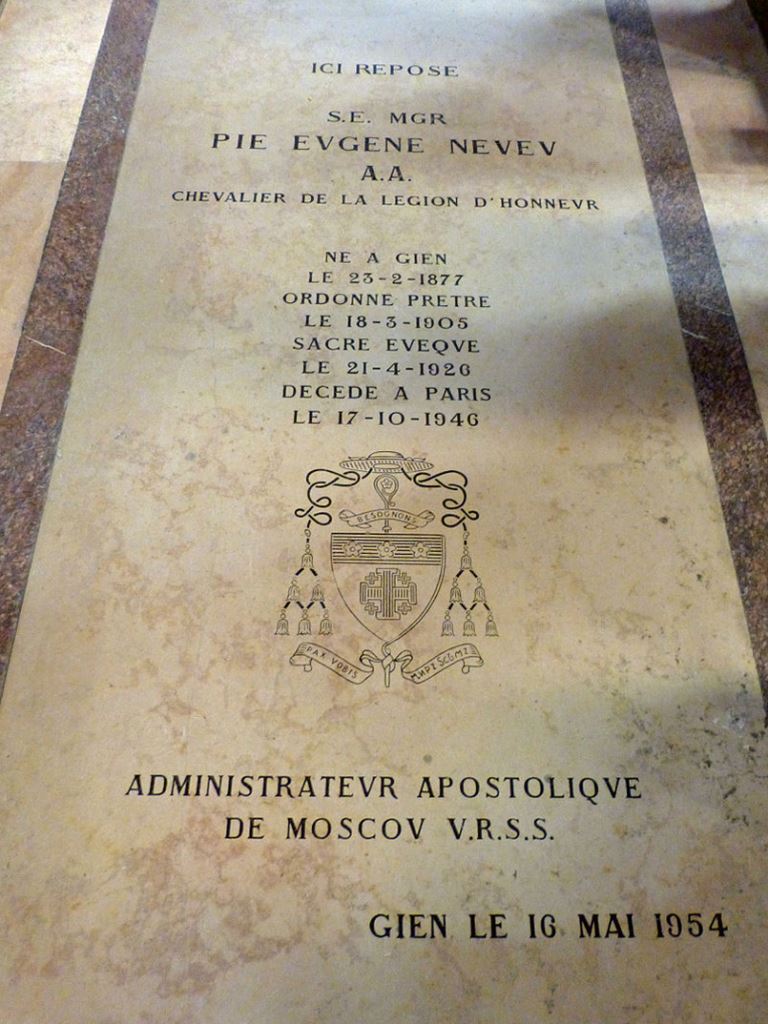 ICI REPOSE
S.E. MGR
PIE EVGENE NEVEV
A.A.
CHEVALIER DE LA LEGION D'HONNEVR
NE A GIEN
LE 23-2-1877
ORDONNE PRETRE
LE 18-3-1905
SACRE EVEQVE
LE 21-4-1926
DECEDE A PARIS
LE 17-10-1946
BESOGNONS
PAX VOBIS
ADMINISTRATEVR APOSTOLIQVE
DE MOSCOV V.R.S.S.
GIEN LE 16 MAI 1954